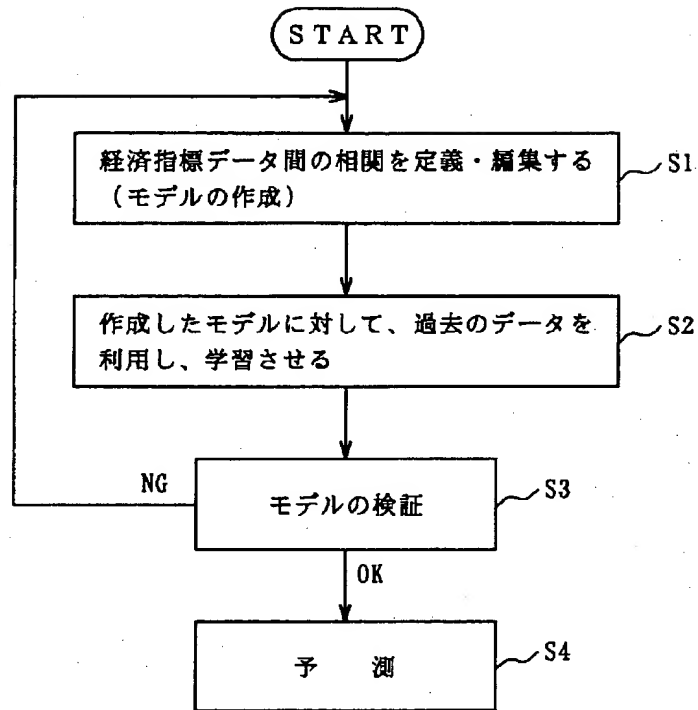 START
経済指標データ間の相関を定義・編集する
(モデルの作成)
S1
作成したモデルに対して、過去のデータを
利用し、学習させる
S2
NG
モデルの検証
S3
OK
予 測
S4